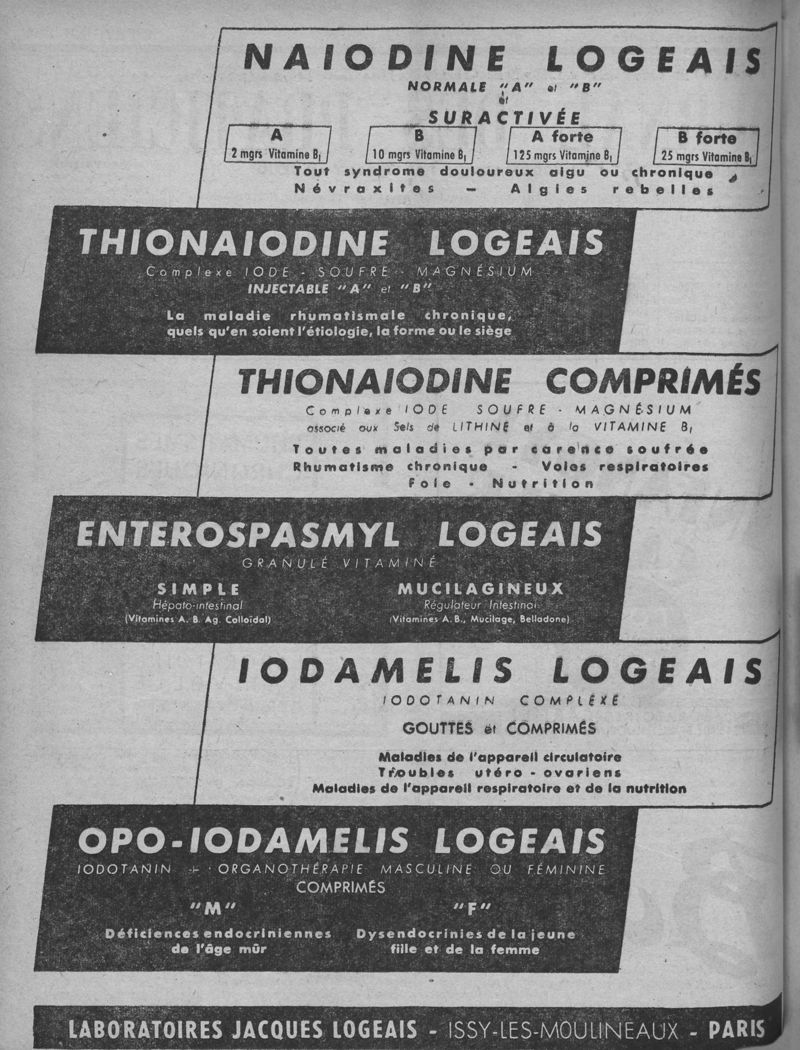 NAIODINE LOGEAIS
NORMALE "A" et "B"
et
SURACTIVÉE
A
2 mgrs Vitamine B1
B
10 mgrs Vitamine B1
A forte
125 mgrs Vitamine B1
B forte
25 mgrs Vitamine B1
Tout syndrome douloureux aigu ou chronique
Névraxites - Algies rebelles
THIONAIODINE LOGEAIS
Complexe IODE - SOUFRE - MAGNÉSIUM
INJECTABLE "A" et "B"
La maladie rhumatismale chronique,
quels qu'en soient l'étiologie, la forme ou le siège
THIONAIODINE COMPRIMÉS
Complexe IODE SOUFRE - MAGNÉSIUM
associé aux Sels de LITHINE et à la VITAMINE B1
Toutes maladies par carence soufrée
Rhumatisme chronique - Voies respiratoires
Foie - Nutrition
ENTEROSPASMYL LOGEAIS
GRANULÉ VITAMINÉ
SIMPLE
Hépato-intestinal
(Vitamines A. B. Ag. Colloïdal)
MUCILAGINEUX
Régulateur Intestinal
(Vitamines A. B., Mucilage, Belladone)
IODAMELIS LOGEAIS
IODOTANIN COMPLÉXÉ
GOUTTES et COMPRIMÉS
Maladies de l'appareil circulatoire
Troubles utéro-ovariens
Maladies de l'appareil respiratoire et de la nutrition
OPO-IODAMELIS LOGEAIS
IODOTANIN + ORGANOTHÉRAPIE MASCULINE OU FÉMININE
COMPRIMÉS
"M"
Déficiences endocriniennes
de l'âge mûr
"F"
Dysendocrinies de la jeune
fille et de la femme
LABORATOIRES JACQUES LOGEAIS - ISSY-LES-MOULINEAUX - PARIS